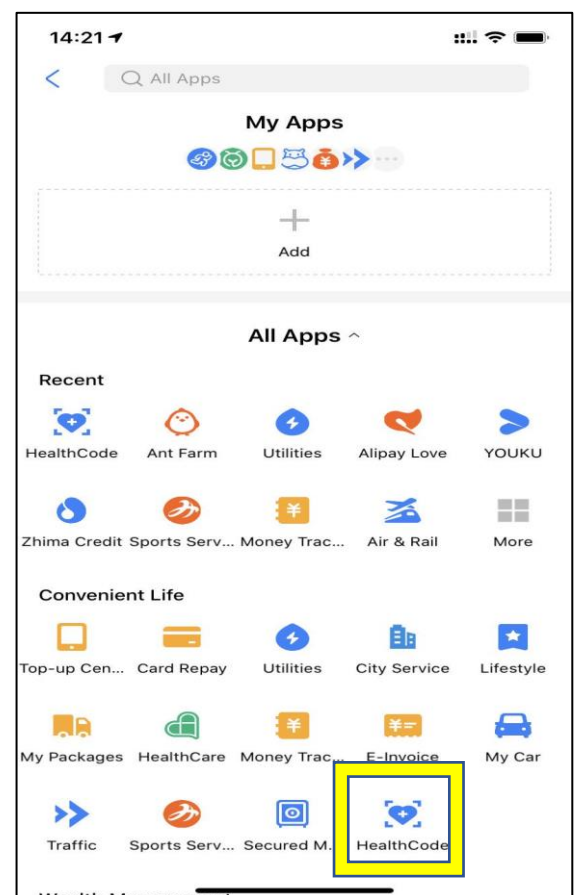 14:21
All Apps
My Apps
Add
All Apps
Recent
HealthCode Ant Farm Utilities Alipay Love YOUKU
Zhima Credit Sports Serv... Money Trac... Air & Rail More
Convenient Life
Top-up Cen... Card Repay Utilities City Service Lifestyle
My Packages HealthCare Money Trac... E-Invoice My Car
Traffic Sports Serv... Secured M... HealthCode